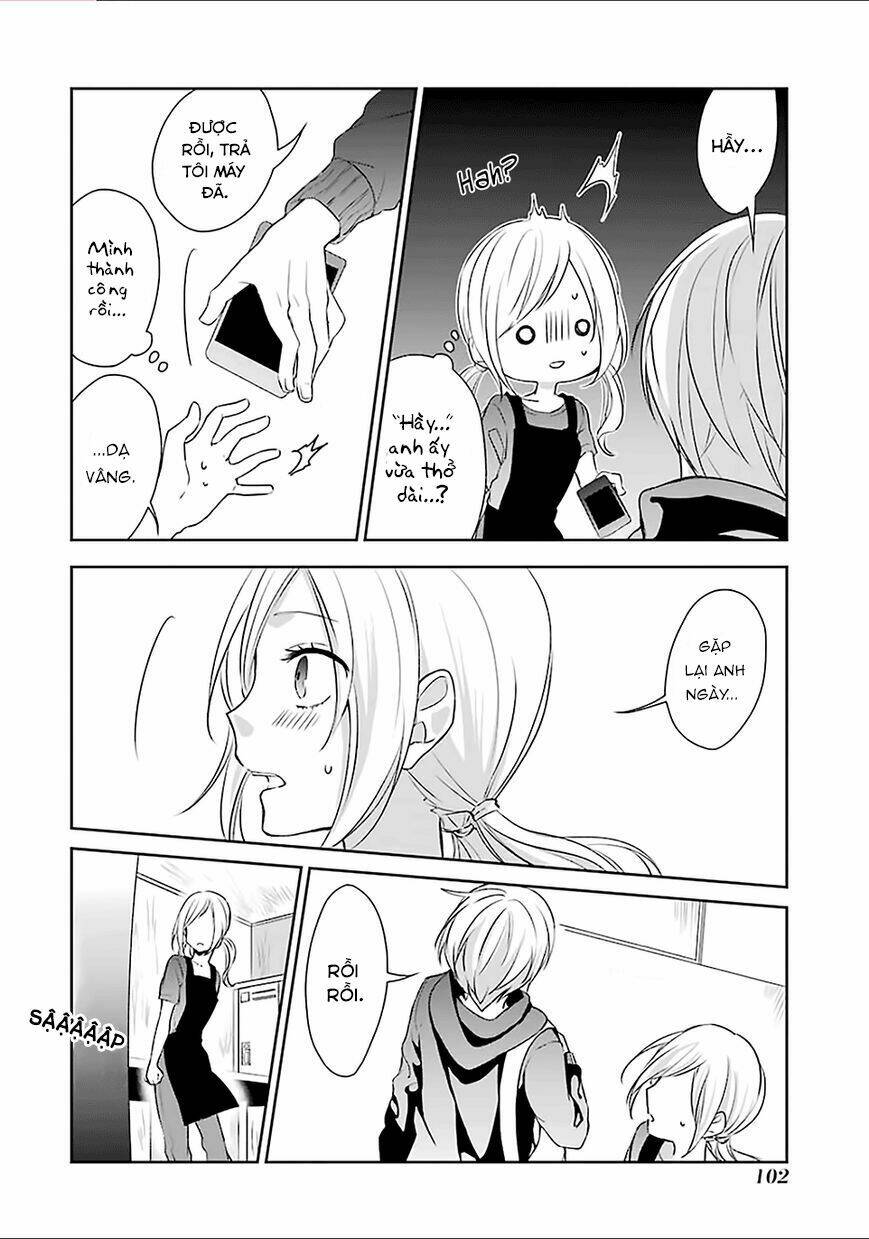 HẦY...
Hah?
"Hầy..."
anh ấy
vừa thở
dài...?
ĐƯỢC
RỒI, TRẢ
TÔI MÁY
ĐÃ.
Mình
thành
công
rồi...
...DẠ
VÂNG.
GẶP
LẠI ANH
NGÀY...
RỒI
RỒI.
SẬẬẬẬẬP
102